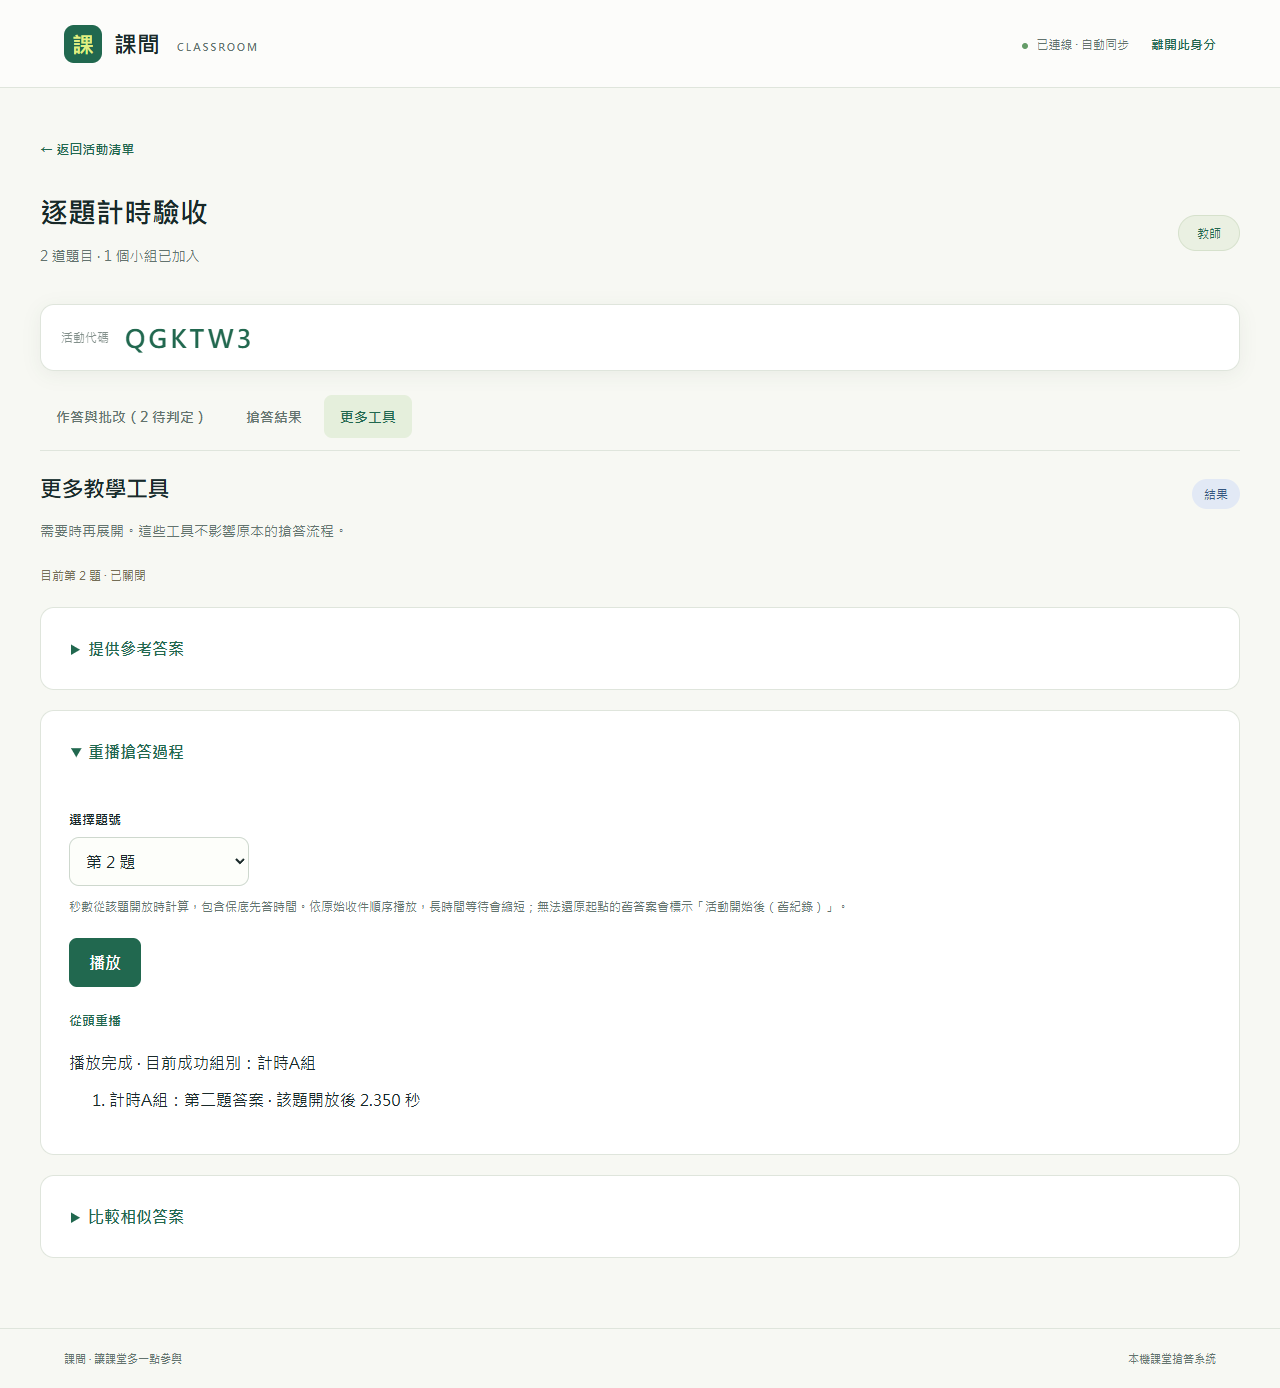 課 課間 CLASSROOM
已連線 · 自動同步 離開此身分
← 返回活動清單
逐題計時驗收
2 道題目 · 1 個小組已加入
教師
活動代碼 QGKTW3
作答與批改（2 待判定） 搶答結果 更多工具
更多教學工具
結果
需要時再展開。這些工具不影響原本的搶答流程。
目前第 2 題 · 已關閉
▶ 提供參考答案
▼ 重播搶答過程
選擇題號
第 2 題
秒數從該題開放時計算，包含保底先答時間。依原始收件順序播放，長時間等待會縮短；無法還原起點的舊答案會標示「活動開始後（舊紀錄）」。
播放
從頭重播
播放完成 · 目前成功組別：計時A組
1. 計時A組：第二題答案 · 該題開放後 2.350 秒
▶ 比較相似答案
課間 · 讓課堂多一點參與
本機課堂搶答系統